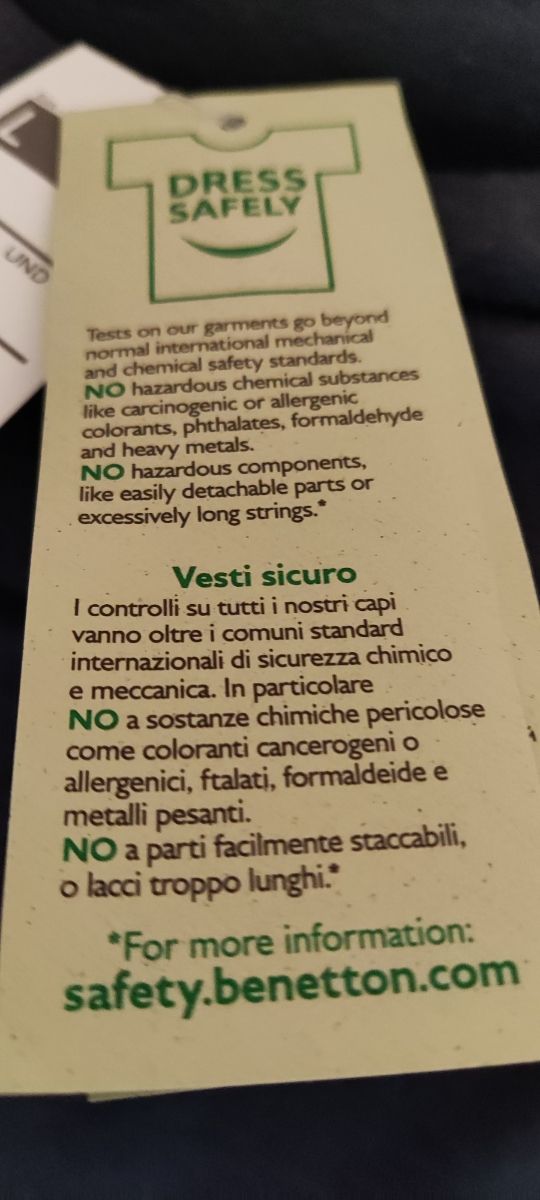 L
UND
DRESS
SAFELY
Tests on our garments go beyond
normal international mechanical
and chemical safety standards.
NO hazardous chemical substances
like carcinogenic or allergenic
colorants, phthalates, formaldehyde
and heavy metals.
NO hazardous components,
like easily detachable parts or
excessively long strings.*
Vesti sicuro
I controlli su tutti i nostri capi
vanno oltre i comuni standard
internazionali di sicurezza chimico
e meccanica. In particolare
NO a sostanze chimiche pericolose
come coloranti cancerogeni o
allergenici, ftalati, formaldeide e
metalli pesanti.
NO a parti facilmente staccabili,
o lacci troppo lunghi.*
*For more information:
safety.benetton.com